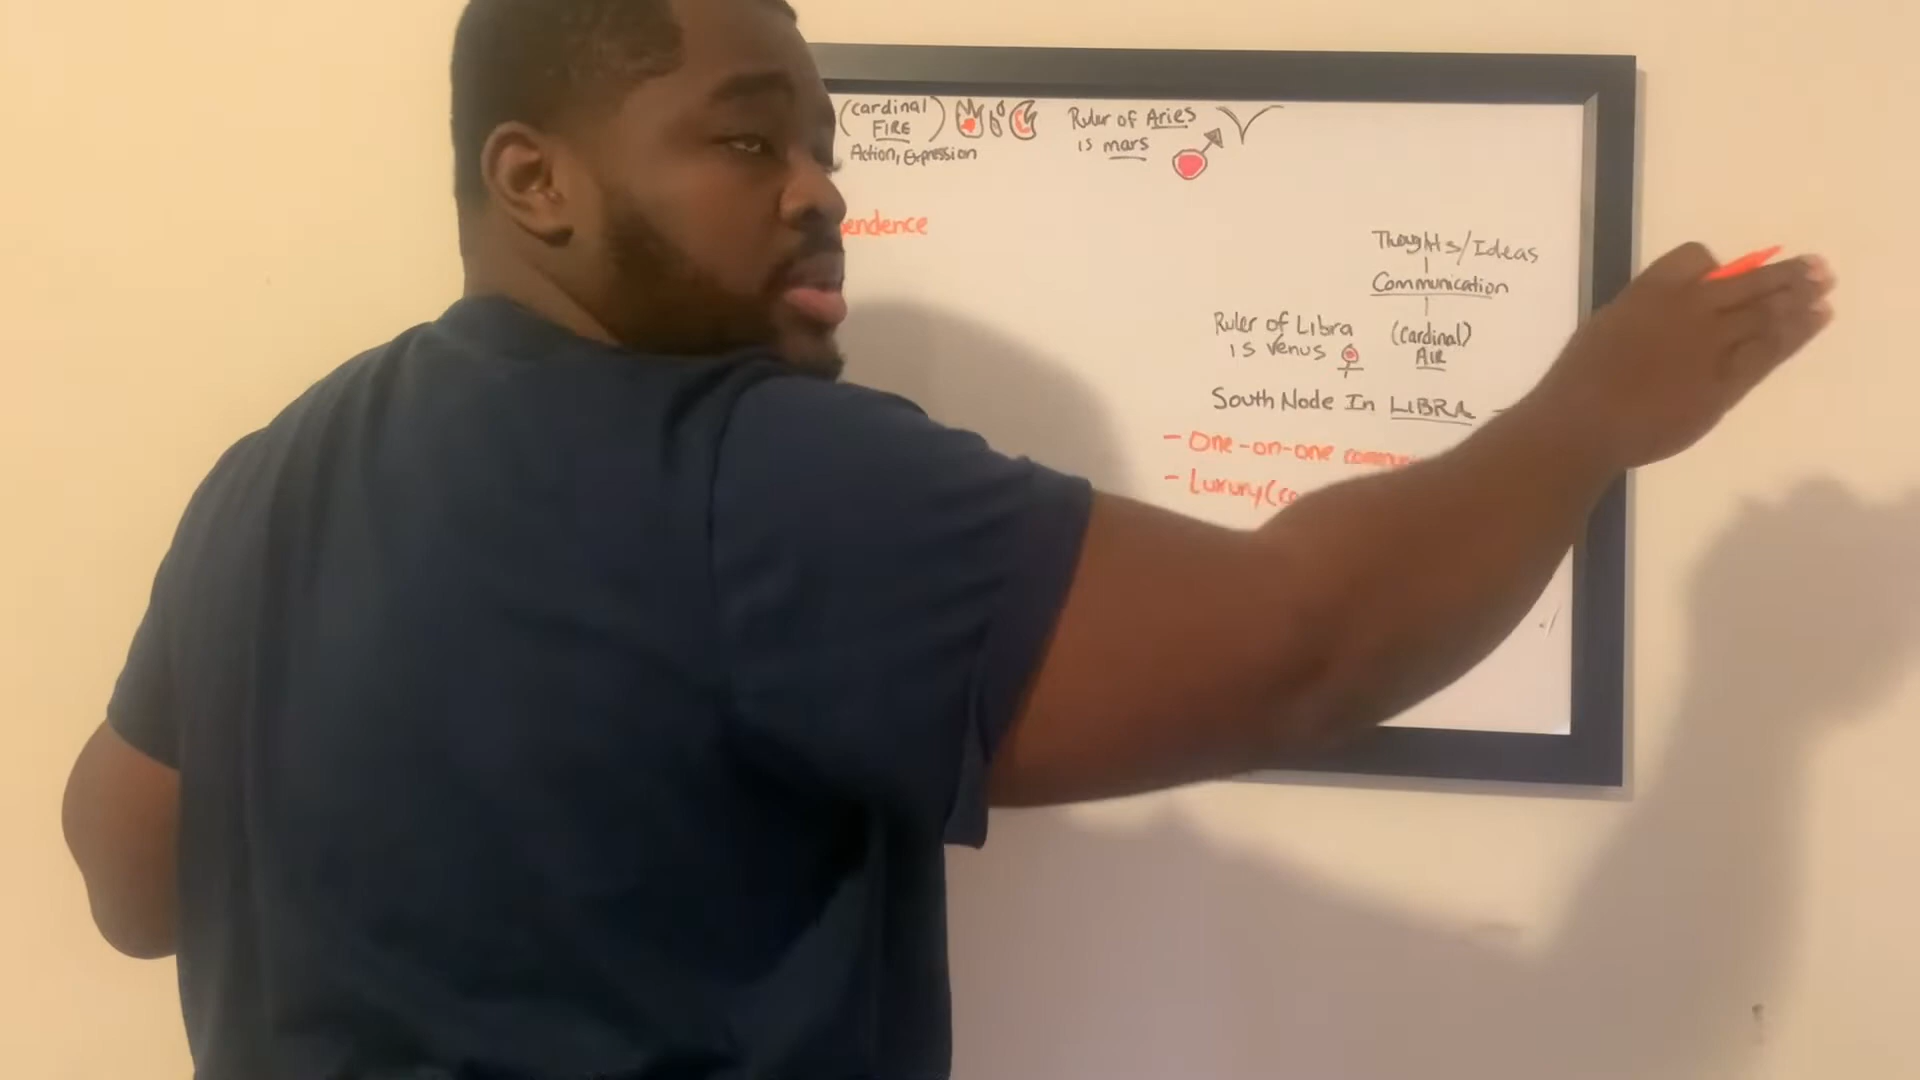 (cardinal)
FIRE
Action, Expression
Ruler of Aries
is mars
pendence
Thoughts/Ideas
Communication
Ruler of Libra
is Venus
(cardinal)
AIR
South Node In LIBRA
- One-on-one
- Luxury(